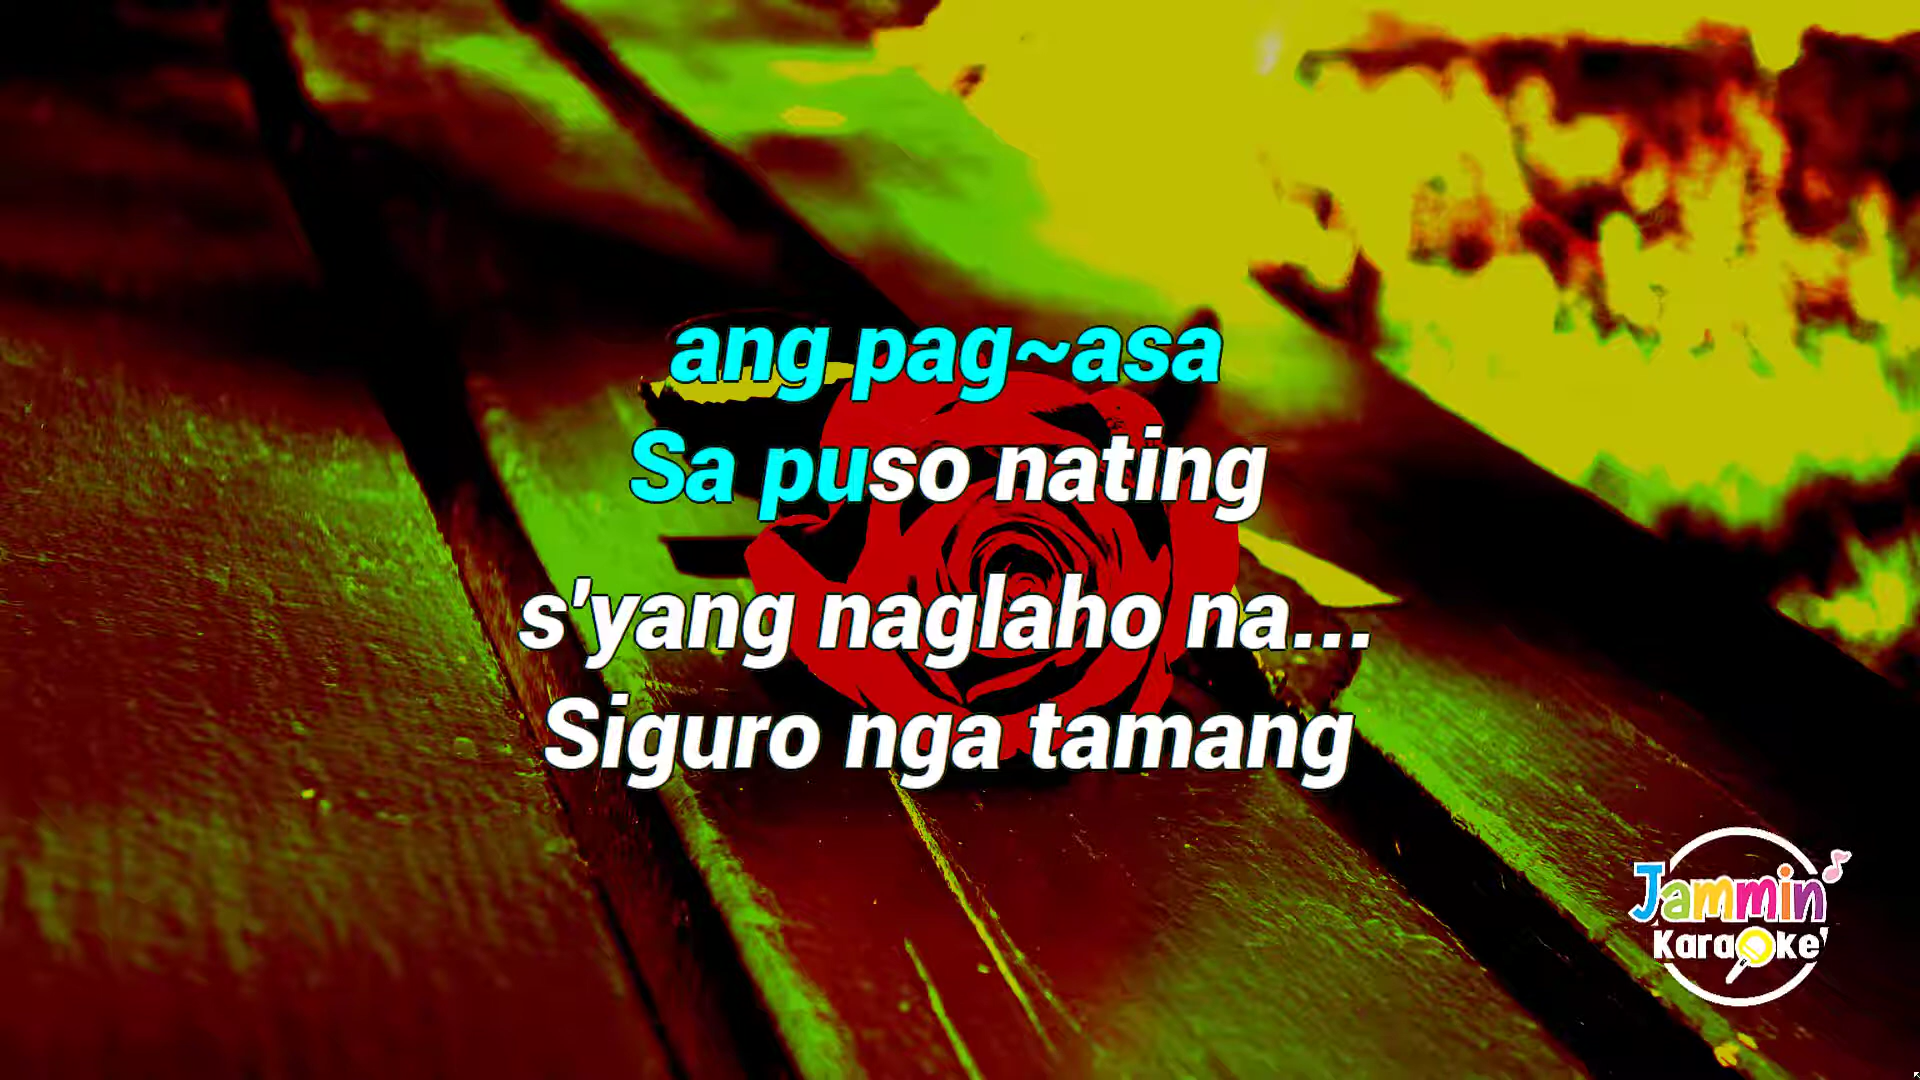 ang pag~asa
Sa puso nating
s'yang naglaho na...
Siguro nga tamang
Jammin'
Karaoke